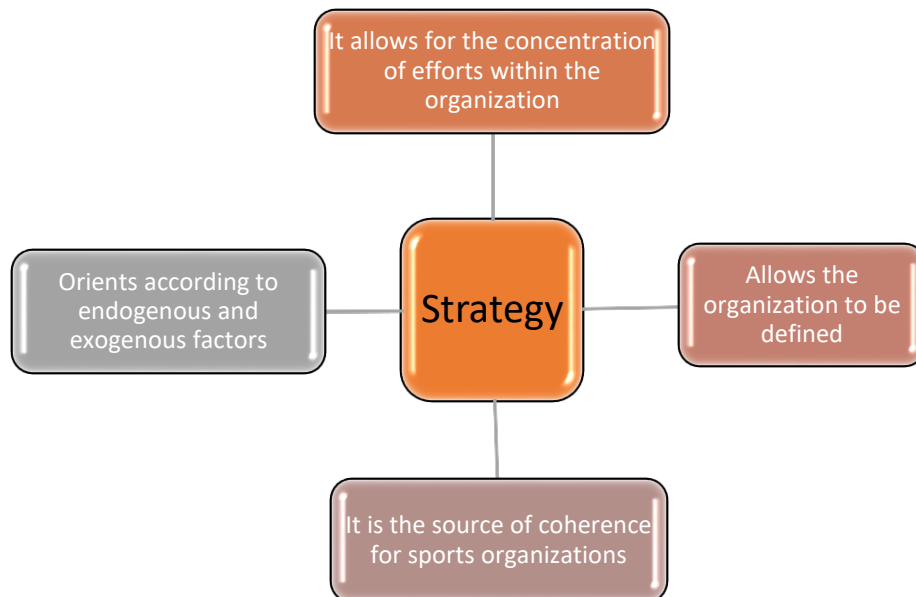 It allows for the concentration
of efforts within the
organization
Orients according to
endogenous and
exogenous factors
Strategy
Allows the
organization to be
defined
It is the source of coherence
for sports organizations